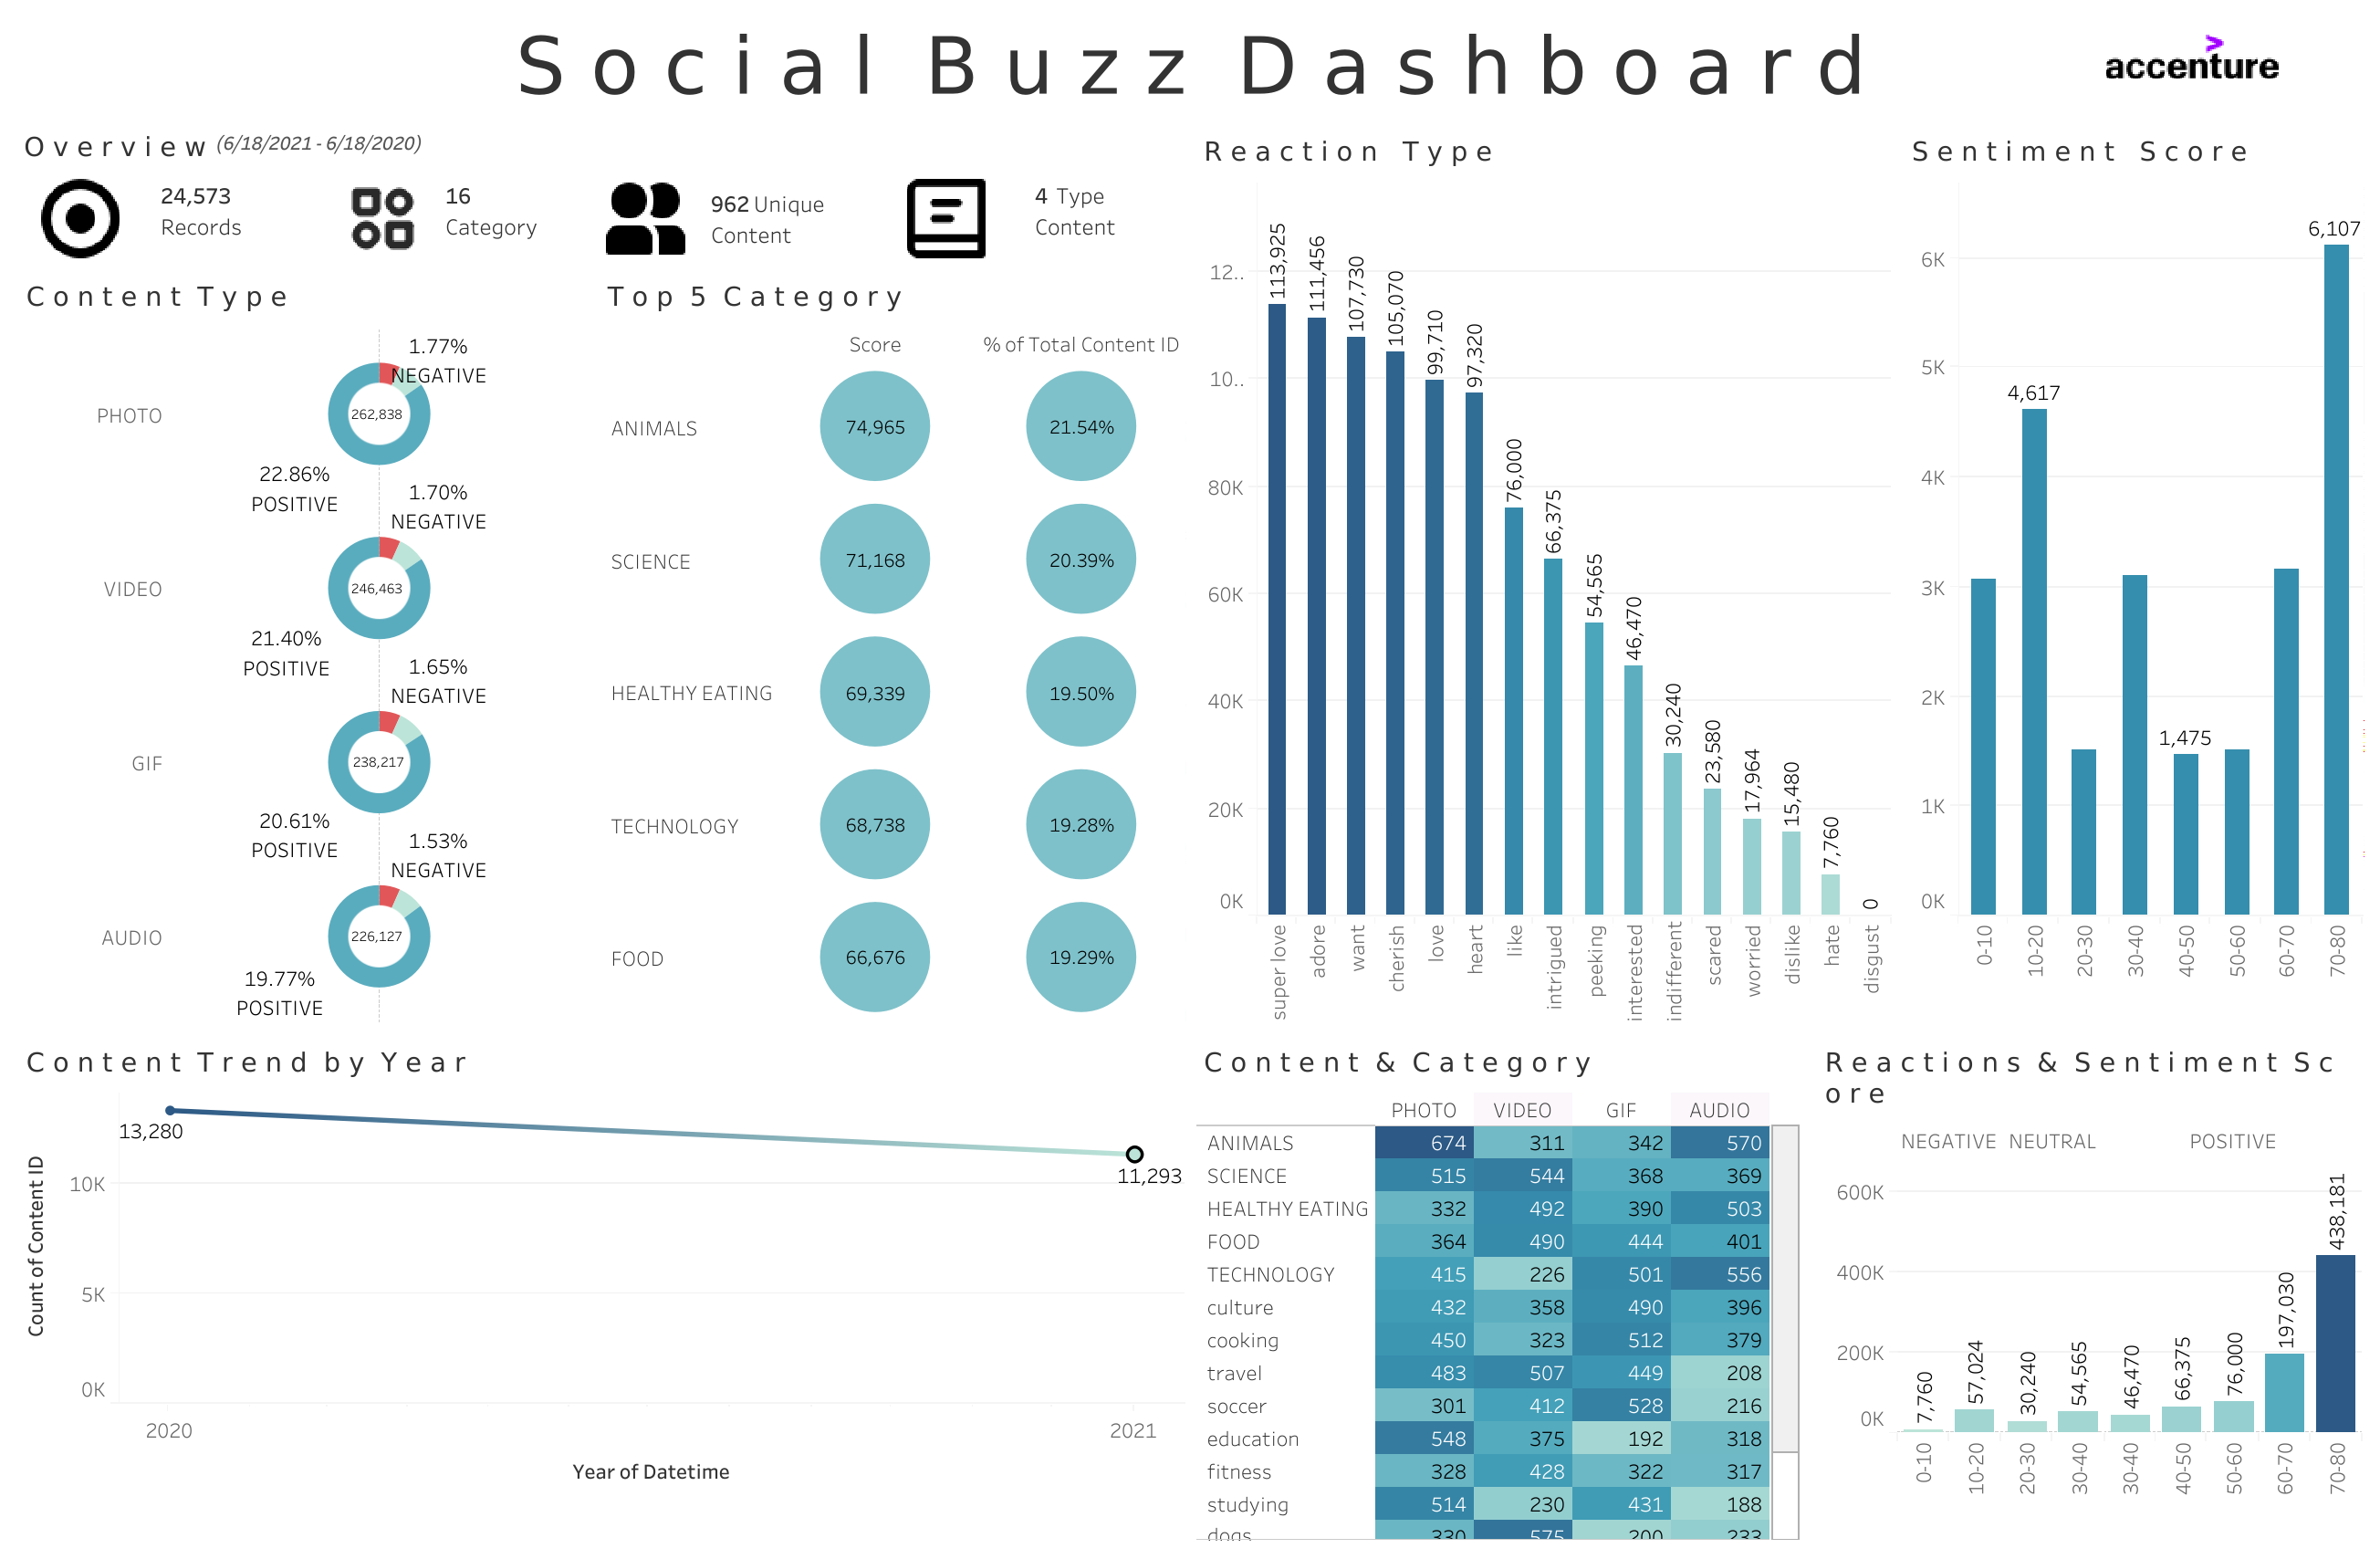 Social Buzz Dashboard
>
accenture
Overview (6/18/2021 - 6/18/2020)
24,573
Records
16
Category
962 Unique
Content
4 Type
Content
Content Type
PHOTO
262,838
1.77%
NEGATIVE
22.86%
POSITIVE
VIDEO
246,463
1.70%
NEGATIVE
21.40%
POSITIVE
GIF
238,217
1.65%
NEGATIVE
20.61%
POSITIVE
AUDIO
226,127
1.53%
NEGATIVE
19.77%
POSITIVE
Top 5 Category
Score % of Total Content ID
ANIMALS 74,965 21.54%
SCIENCE 71,168 20.39%
HEALTHY EATING 69,339 19.50%
TECHNOLOGY 68,738 19.28%
FOOD 66,676 19.29%
Reaction Type
12..
10..
80K
60K
40K
20K
0K
113,925
111,456
107,730
105,070
99,710
97,320
76,000
66,375
54,565
46,470
30,240
23,580
17,964
15,480
7,760
0
super love
adore
want
cherish
love
heart
like
intrigued
peeking
interested
indifferent
scared
worried
dislike
hate
disgust
Sentiment Score
6K
5K
4K
3K
2K
1K
0K
4,617
1,475
6,107
0-10
10-20
20-30
30-40
40-50
50-60
60-70
70-80
Content Trend by Year
Count of Content ID
10K
5K
0K
13,280
11,293
2020 2021
Year of Datetime
Content & Category
PHOTO VIDEO GIF AUDIO
ANIMALS 674 311 342 570
SCIENCE 515 544 368 369
HEALTHY EATING 332 492 390 503
FOOD 364 490 444 401
TECHNOLOGY 415 226 501 556
culture 432 358 490 396
cooking 450 323 512 379
travel 483 507 449 208
soccer 301 412 528 216
education 548 375 192 318
fitness 328 428 322 317
studying 514 230 431 188
dogs 330 575 200 233
Reactions & Sentiment Sc
ore
NEGATIVE NEUTRAL POSITIVE
600K
400K
200K
0K
7,760
57,024
30,240
54,565
46,470
66,375
76,000
197,030
438,181
0-10
10-20
20-30
30-40
30-40
40-50
50-60
60-70
70-80